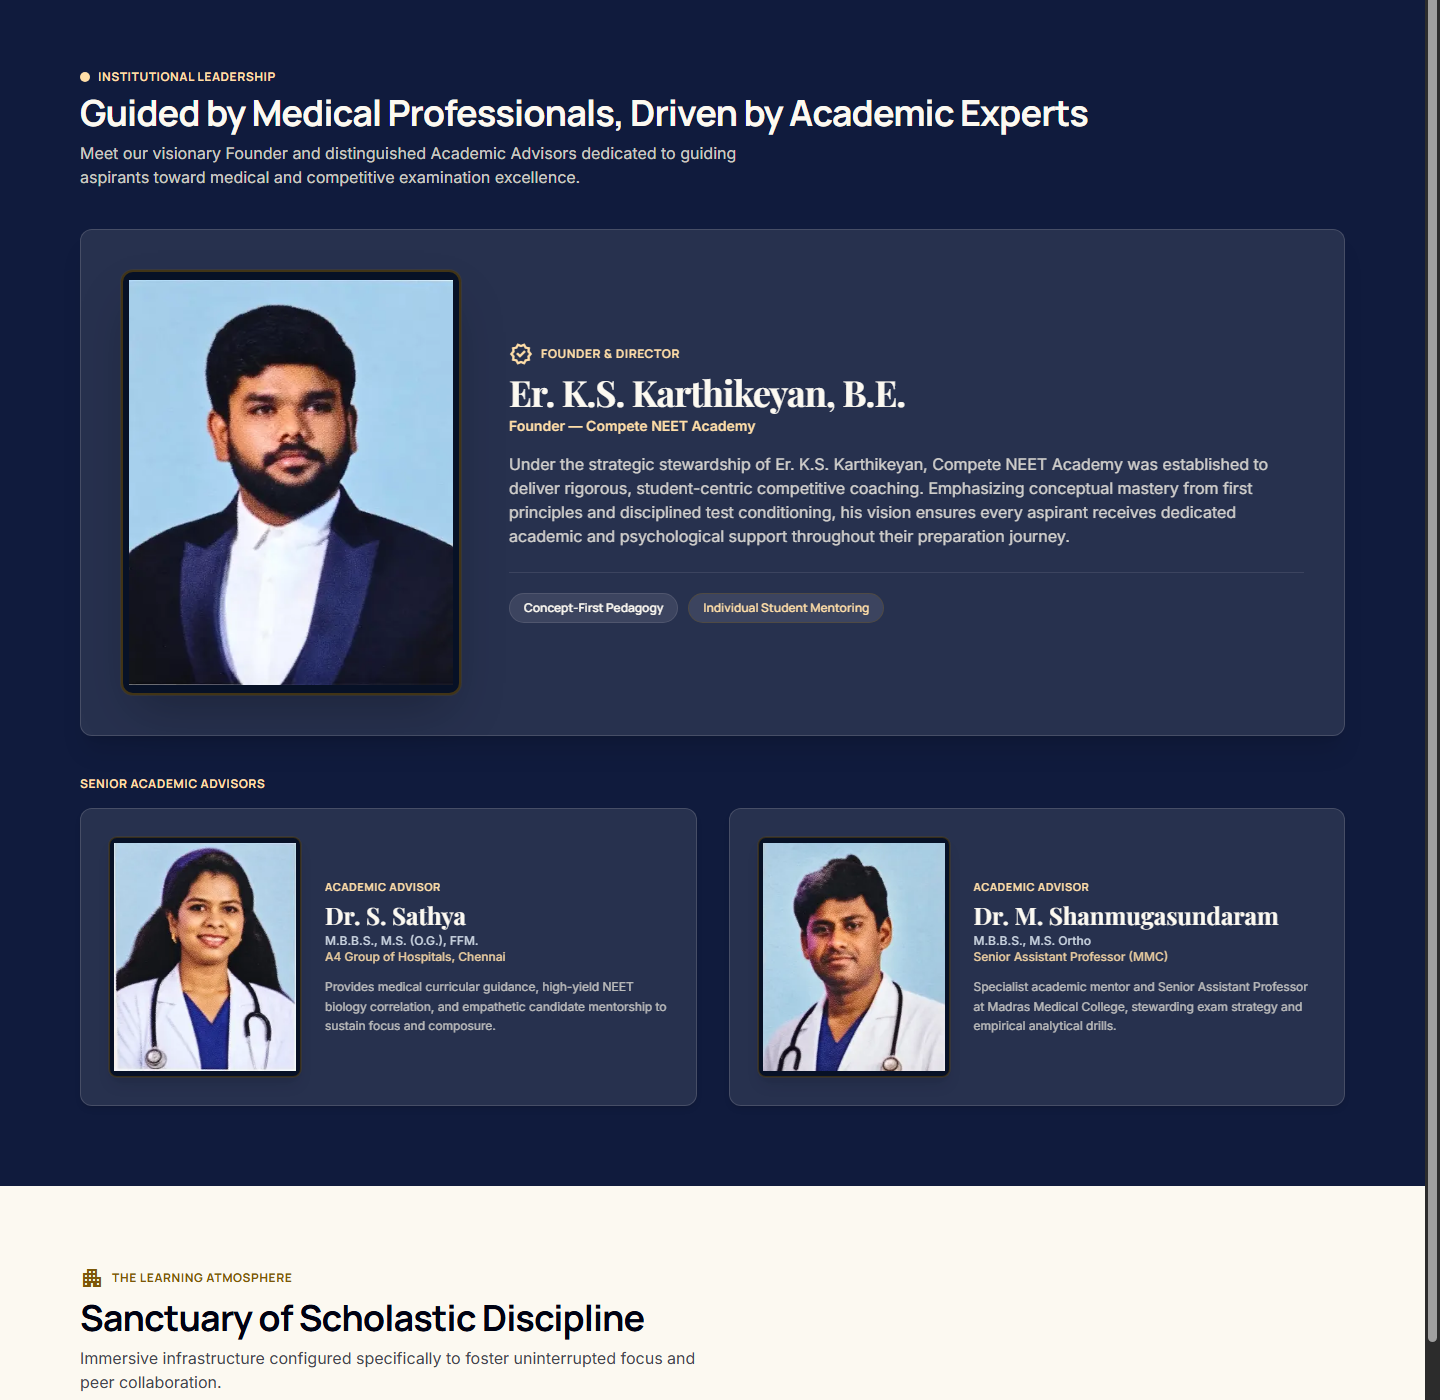 INSTITUTIONAL LEADERSHIP
Guided by Medical Professionals, Driven by Academic Experts
Meet our visionary Founder and distinguished Academic Advisors dedicated to guiding
aspirants toward medical and competitive examination excellence.
FOUNDER & DIRECTOR
Er. K.S. Karthikeyan, B.E.
Founder — Compete NEET Academy
Under the strategic stewardship of Er. K.S. Karthikeyan, Compete NEET Academy was established to
deliver rigorous, student-centric competitive coaching. Emphasizing conceptual mastery from first
principles and disciplined test conditioning, his vision ensures every aspirant receives dedicated
academic and psychological support throughout their preparation journey.
Concept-First Pedagogy
Individual Student Mentoring
SENIOR ACADEMIC ADVISORS
ACADEMIC ADVISOR
Dr. S. Sathya
M.B.B.S., M.S. (O.G.), FFM.
A4 Group of Hospitals, Chennai
Provides medical curricular guidance, high-yield NEET
biology correlation, and empathetic candidate mentorship to
sustain focus and composure.
ACADEMIC ADVISOR
Dr. M. Shanmugasundaram
M.B.B.S., M.S. Ortho
Senior Assistant Professor (MMC)
Specialist academic mentor and Senior Assistant Professor
at Madras Medical College, stewarding exam strategy and
empirical analytical drills.
THE LEARNING ATMOSPHERE
Sanctuary of Scholastic Discipline
Immersive infrastructure configured specifically to foster uninterrupted focus and
peer collaboration.